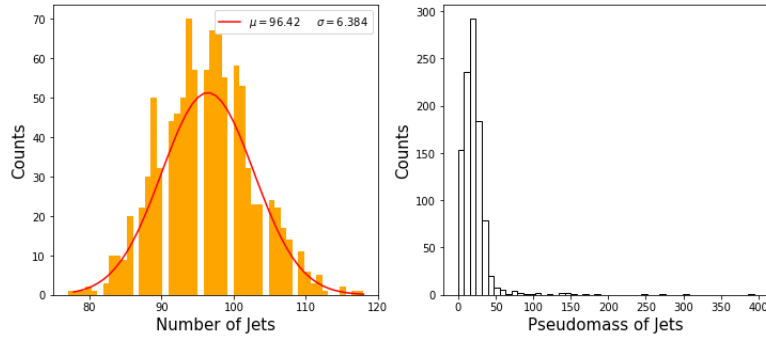 μ = 96.42 σ = 6.384
70
60
50
40
30
20
10
0
Counts
80 90 100 110 120
Number of Jets
300
250
200
150
100
50
0
Counts
0 50 100 150 200 250 300 350 400
Pseudomass of Jets